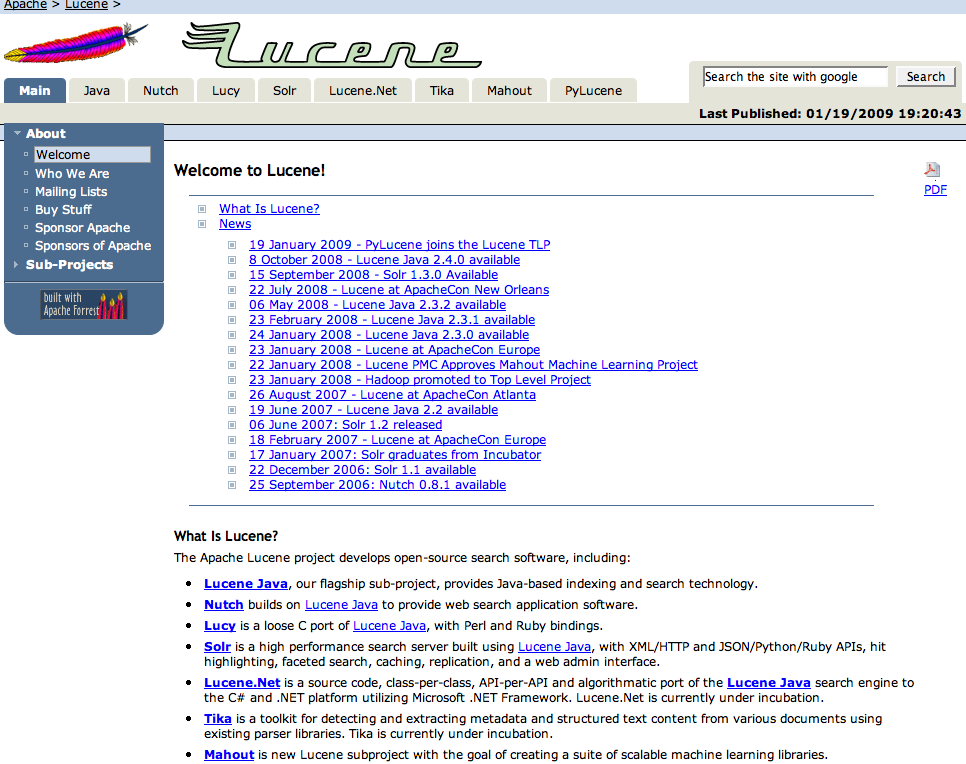 Apache > Lucene >
Lucene
Main Java Nutch Lucy Solr Lucene.Net Tika Mahout PyLucene
Search the site with google Search
Last Published: 01/19/2009 19:20:43
About
Welcome
Who We Are
Mailing Lists
Buy Stuff
Sponsor Apache
Sponsors of Apache
Sub-Projects
built with
Apache Forrest
Welcome to Lucene!
PDF
What Is Lucene?
News
19 January 2009 - PyLucene joins the Lucene TLP
8 October 2008 - Lucene Java 2.4.0 available
15 September 2008 - Solr 1.3.0 Available
22 July 2008 - Lucene at ApacheCon New Orleans
06 May 2008 - Lucene Java 2.3.2 available
23 February 2008 - Lucene Java 2.3.1 available
24 January 2008 - Lucene Java 2.3.0 available
23 January 2008 - Lucene at ApacheCon Europe
22 January 2008 - Lucene PMC Approves Mahout Machine Learning Project
23 January 2008 - Hadoop promoted to Top Level Project
26 August 2007 - Lucene at ApacheCon Atlanta
19 June 2007 - Lucene Java 2.2 available
06 June 2007: Solr 1.2 released
18 February 2007 - Lucene at ApacheCon Europe
17 January 2007: Solr graduates from Incubator
22 December 2006: Solr 1.1 available
25 September 2006: Nutch 0.8.1 available
What Is Lucene?
The Apache Lucene project develops open-source search software, including:
Lucene Java, our flagship sub-project, provides Java-based indexing and search technology.
Nutch builds on Lucene Java to provide web search application software.
Lucy is a loose C port of Lucene Java, with Perl and Ruby bindings.
Solr is a high performance search server built using Lucene Java, with XML/HTTP and JSON/Python/Ruby APIs, hit
highlighting, faceted search, caching, replication, and a web admin interface.
Lucene.Net is a source code, class-per-class, API-per-API and algorithmatic port of the Lucene Java search engine to
the C# and .NET platform utilizing Microsoft .NET Framework. Lucene.Net is currently under incubation.
Tika is a toolkit for detecting and extracting metadata and structured text content from various documents using
existing parser libraries. Tika is currently under incubation.
Mahout is new Lucene subproject with the goal of creating a suite of scalable machine learning libraries.